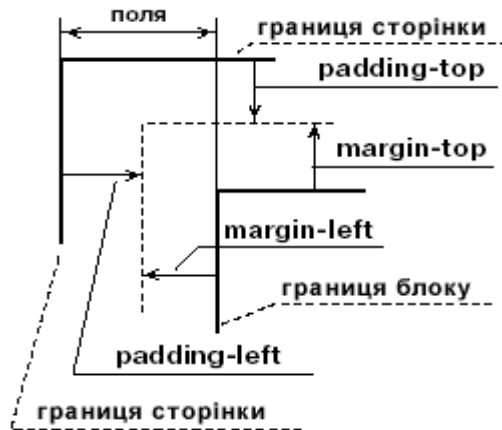 поля
границя сторінки
padding-top
margin-top
margin-left
границя блоку
padding-left
границя сторінки